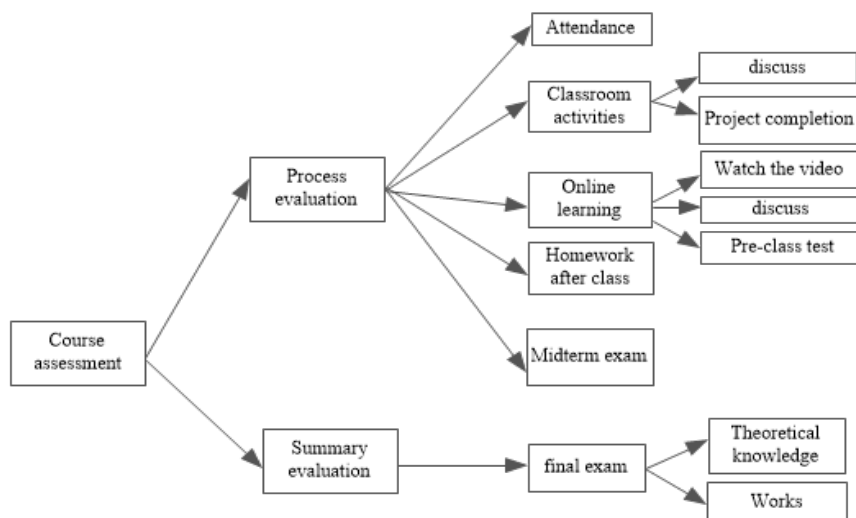 Attendance
discuss
Classroom
activities
Project completion
Watch the video
Process
evaluation
Online
learning
discuss
Pre-class test
Homework
after class
Course
assessment
Midterm exam
Summary
evaluation
final exam
Theoretical
knowledge
Works